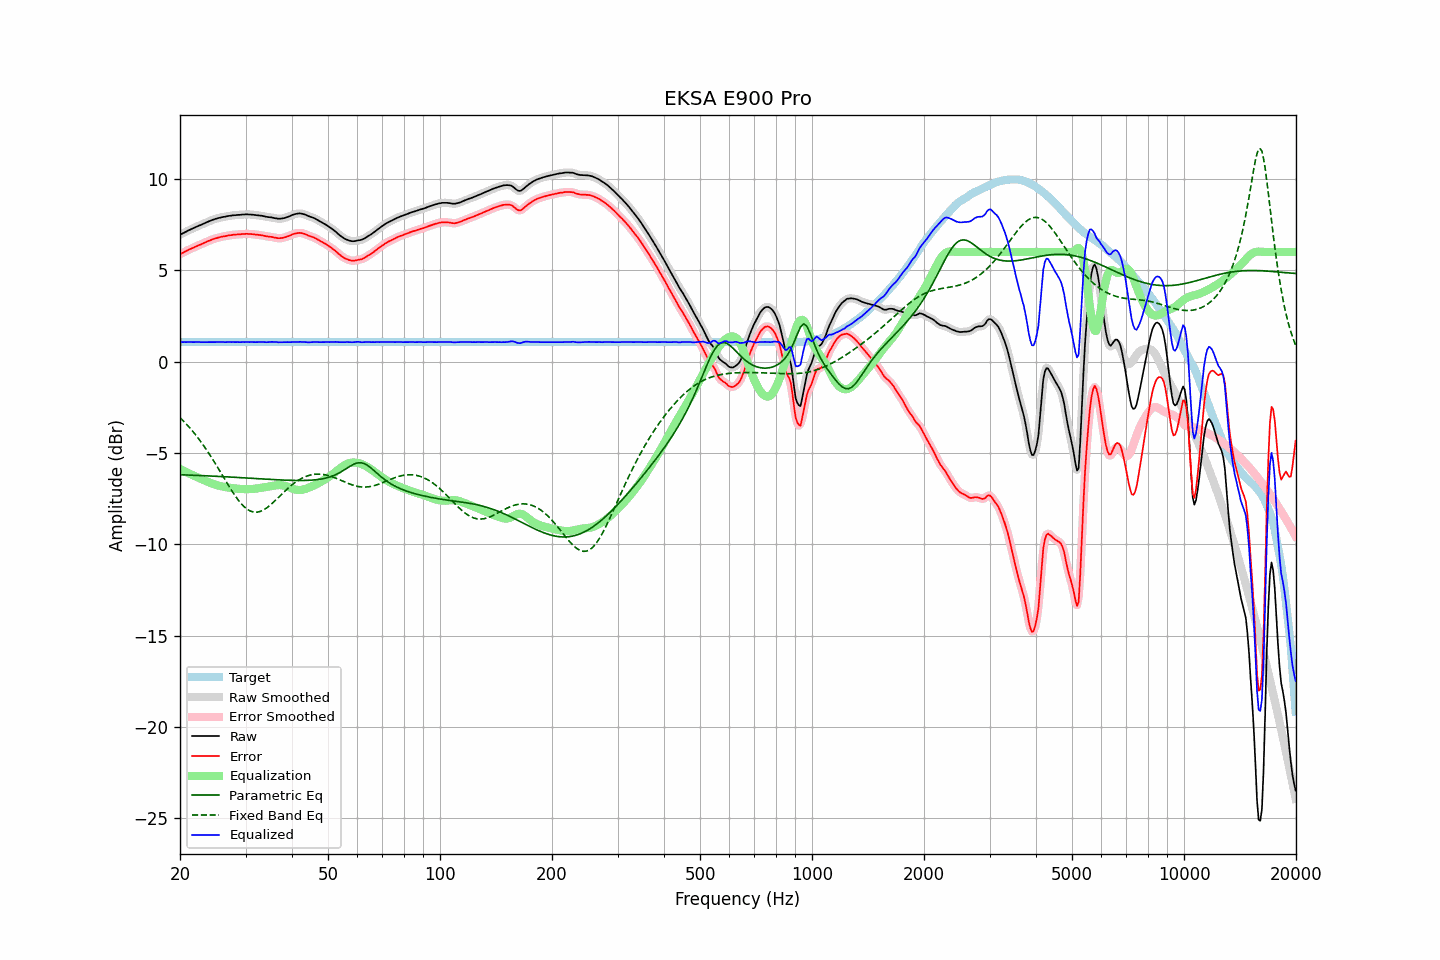 EKSA E900 Pro
Amplitude (dBr)
10
5
0
−5
−10
−15
−20
−25
Target
Raw Smoothed
Error Smoothed
Raw
Error
Equalization
Parametric Eq
Fixed Band Eq
Equalized
20 50 100 200 500 1000 2000 5000 10000 20000
Frequency (Hz)